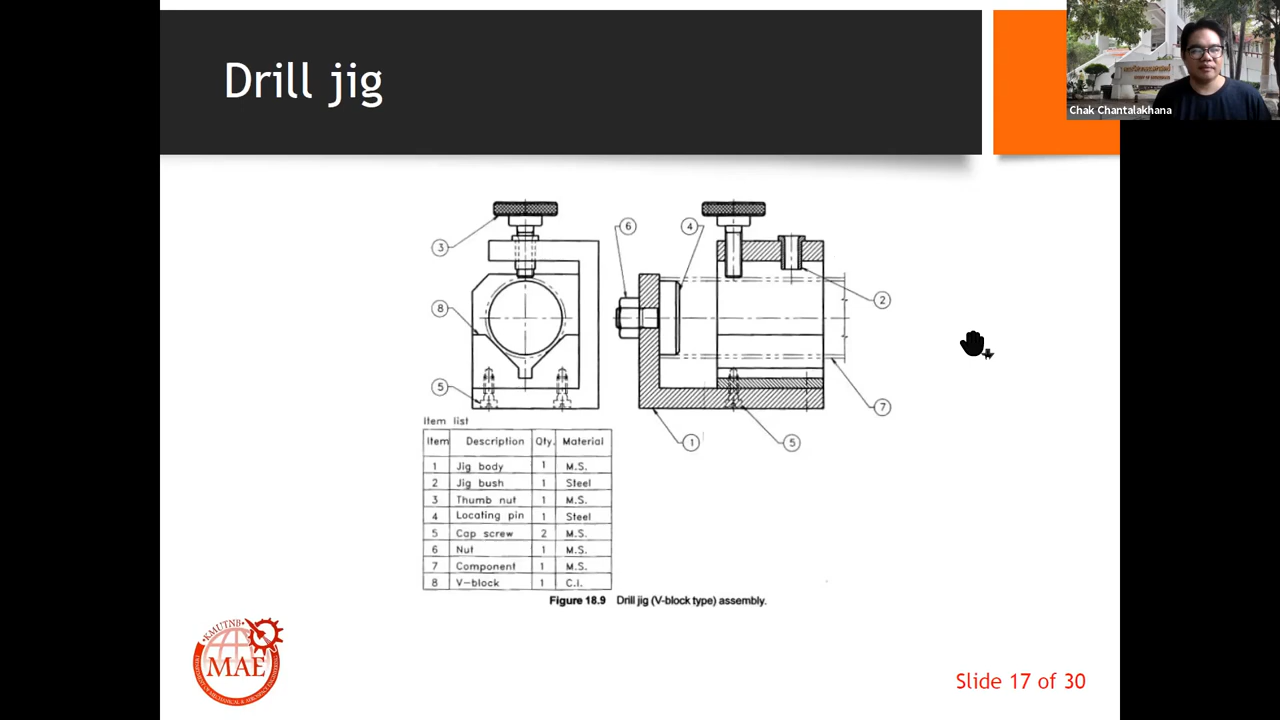 Drill jig
Chak Chantalakhana
3
6
4
8
2
5
7
1
5
Item list
Item Description Qty. Material
1 Jig body 1 M.S.
2 Jig bush 1 Steel
3 Thumb nut 1 M.S.
4 Locating pin 1 Steel
5 Cap screw 2 M.S.
6 Nut 1 M.S.
7 Component 1 M.S.
8 V-block 1 C.I.
Figure 18.9 Drill jig (V-block type) assembly.
•KMUTNB•
MAE
Slide 17 of 30